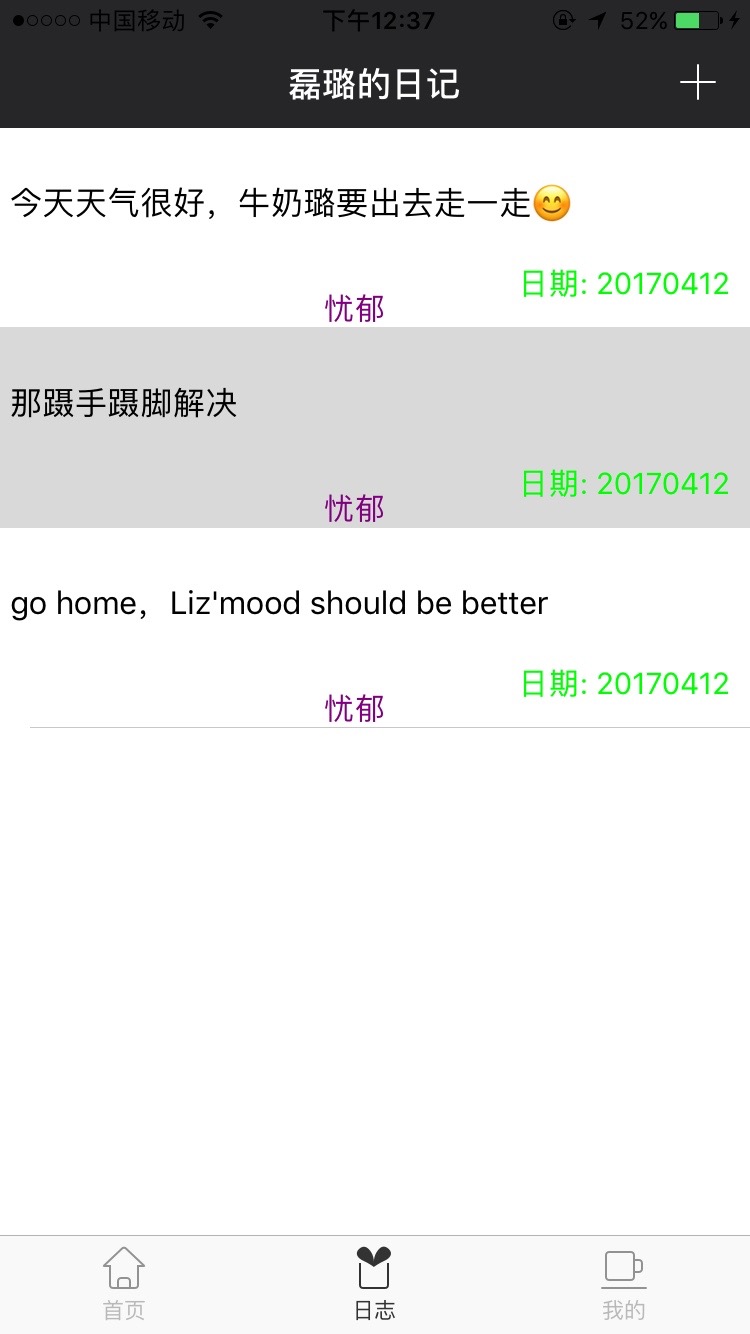 中国移动 下午12:37 52%
磊璐的日记
今天天气很好，牛奶璐要出去走一走😊
日期: 20170412
忧郁
那蹑手蹑脚解决
日期: 20170412
忧郁
go home，Liz'mood should be better
日期: 20170412
忧郁
首页 日志 我的